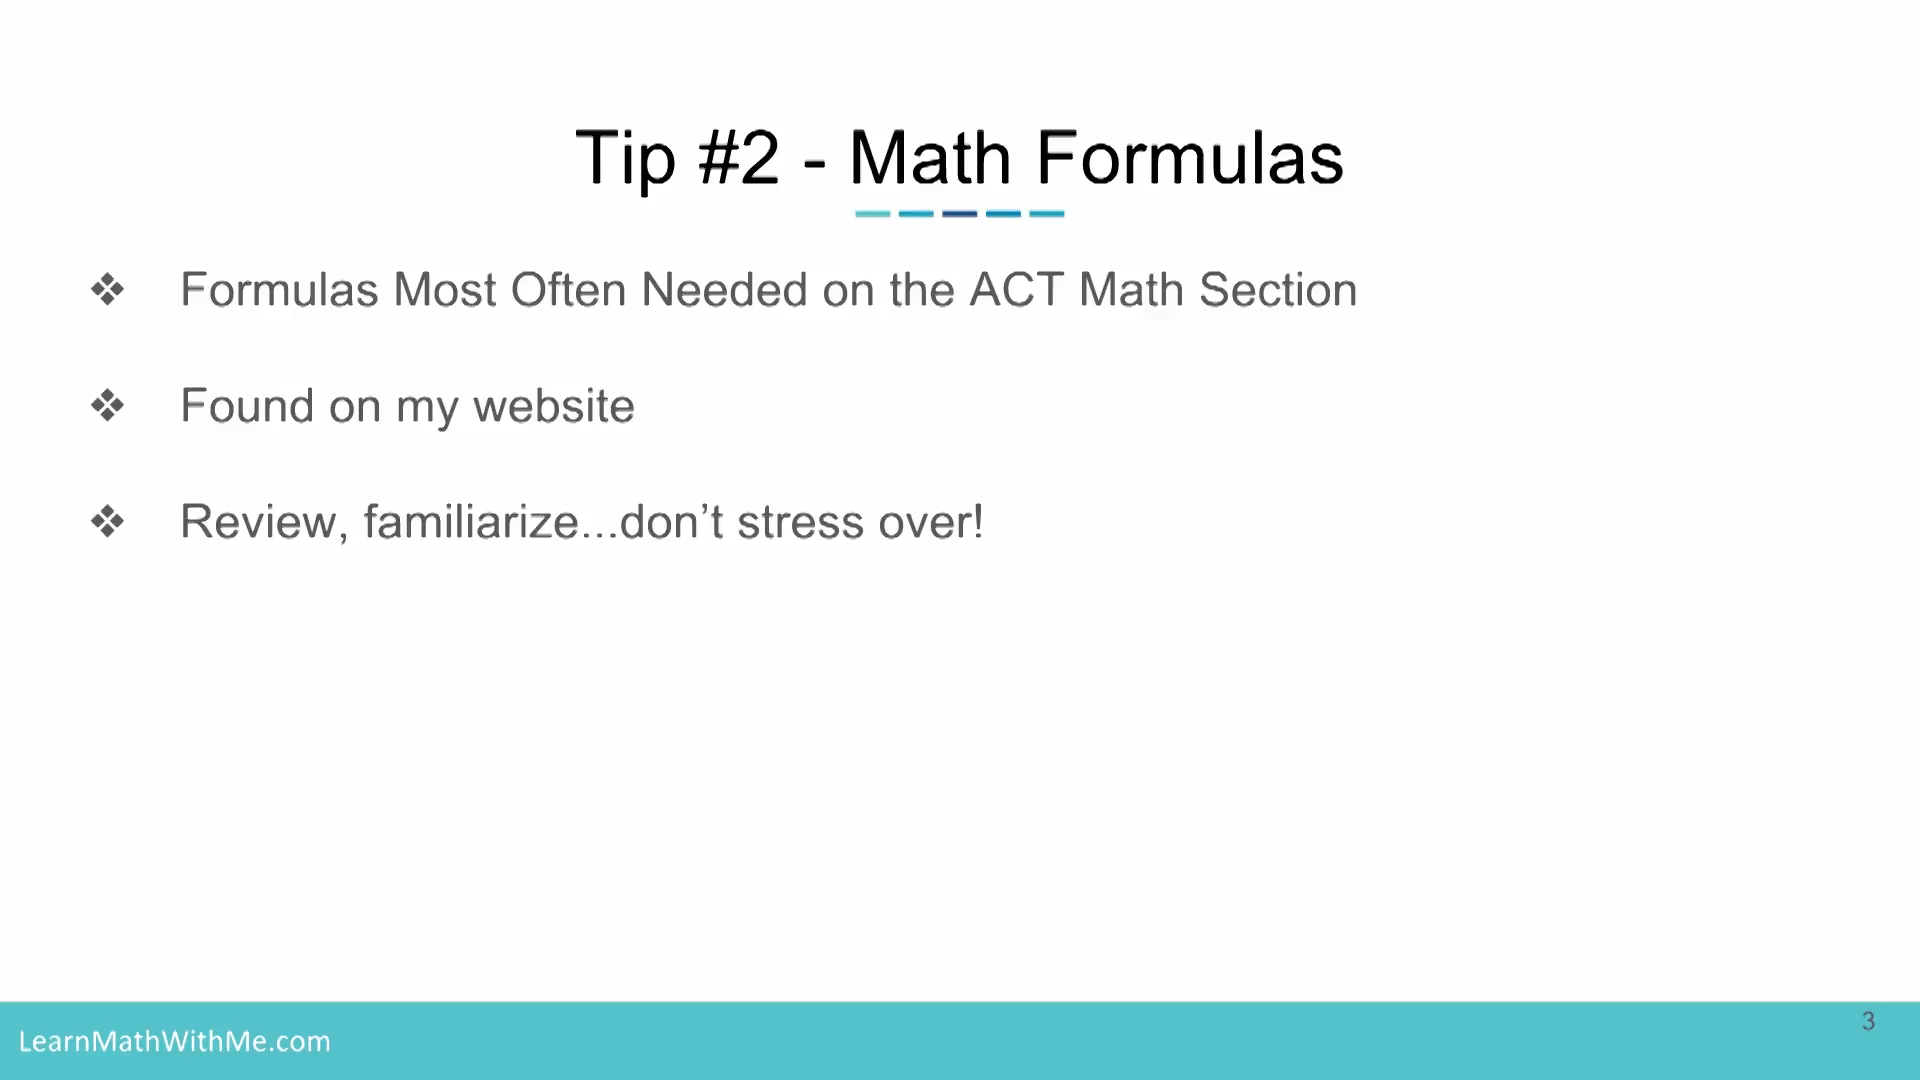 Tip #2 - Math Formulas
❖ Formulas Most Often Needed on the ACT Math Section
❖ Found on my website
❖ Review, familiarize...don’t stress over!
LearnMathWithMe.com
3